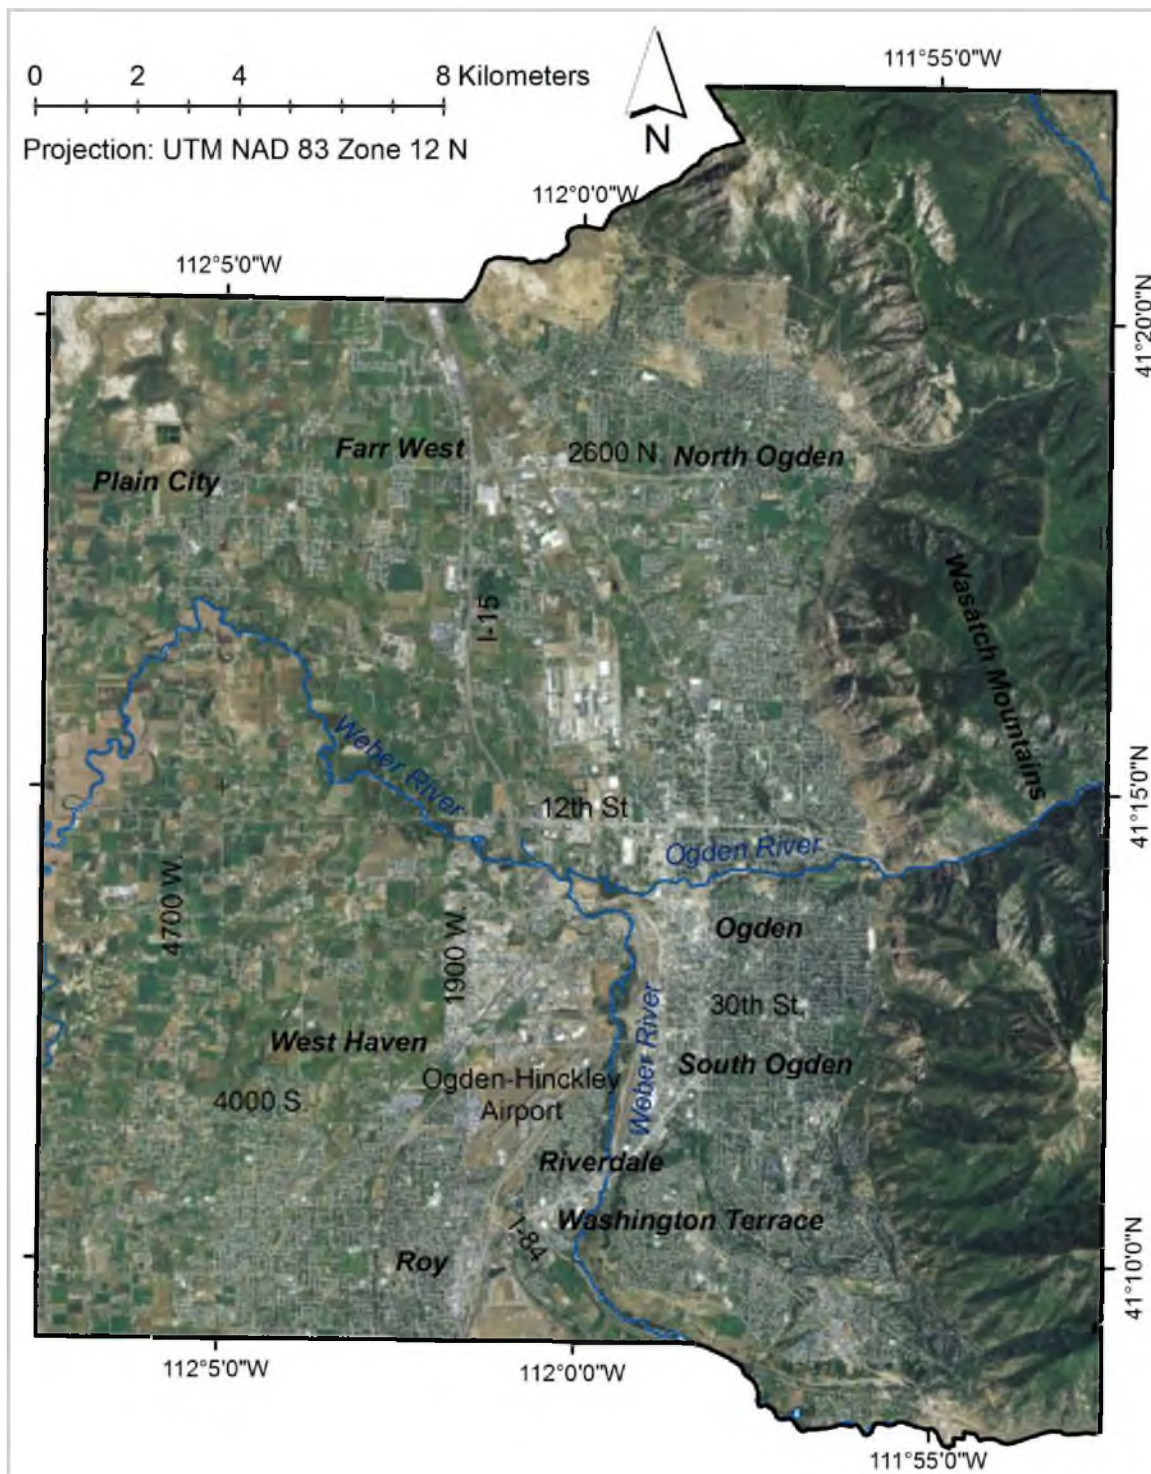 111°55'0"W
0 2 4 8 Kilometers
N
Projection: UTM NAD 83 Zone 12 N
112°0'0"W
112°5'0"W
41°20'0"N
Farr West
2600 N.
North Ogden
Plain City
Wasatch Mountains
I-15
Weber River
41°15'0"N
12th St
Ogden River
4700 W.
1900 W.
Ogden
30th St.
Weber River
West Haven
South Ogden
Ogden-Hinckley
Airport
4000 S.
Riverdale
Washington Terrace
I-84
Roy
41°10'0"N
112°5'0"W
112°0'0"W
111°55'0"W